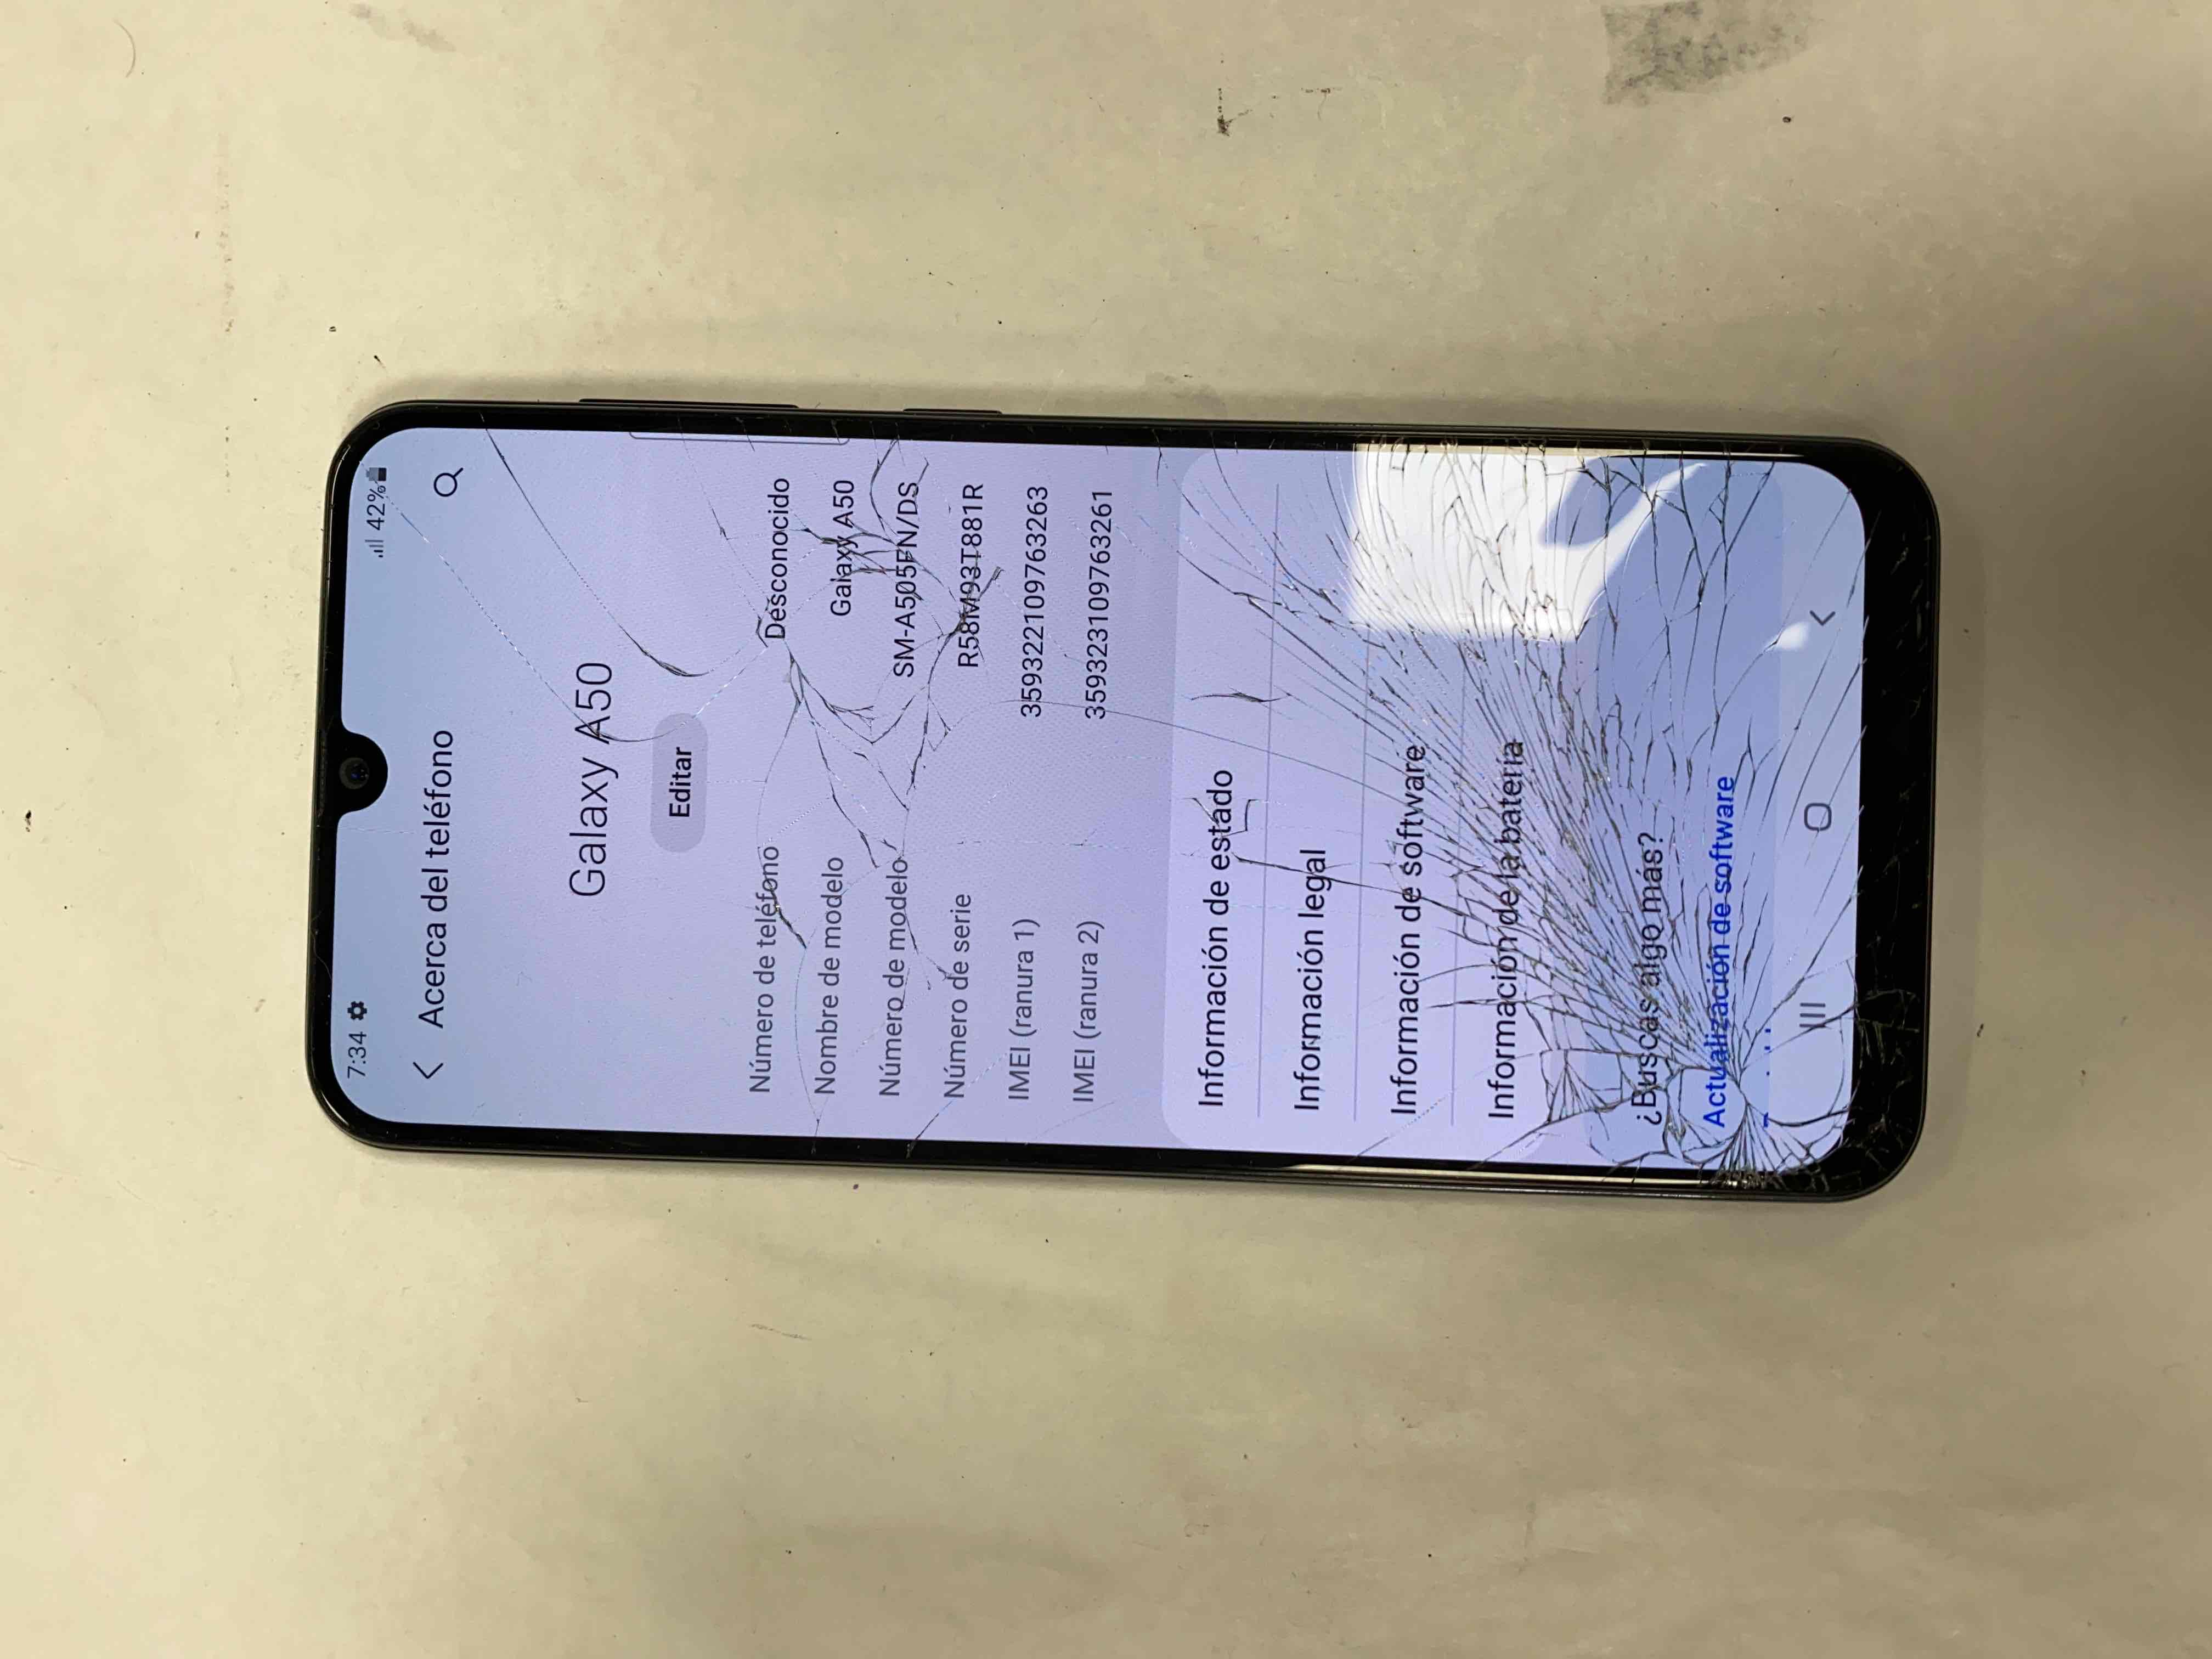 7:34
42%
Acerca del teléfono
Galaxy A50
Editar
Número de teléfono Desconocido
Nombre de modelo Galaxy A50
Número de modelo SM-A505FN/DS
Número de serie R58M93T881R
IMEI (ranura 1) 359322109763263
IMEI (ranura 2) 359323109763261
Información de estado
Información legal
Información de software
Información de la batería
¿Buscas algo más?
Actualización de software